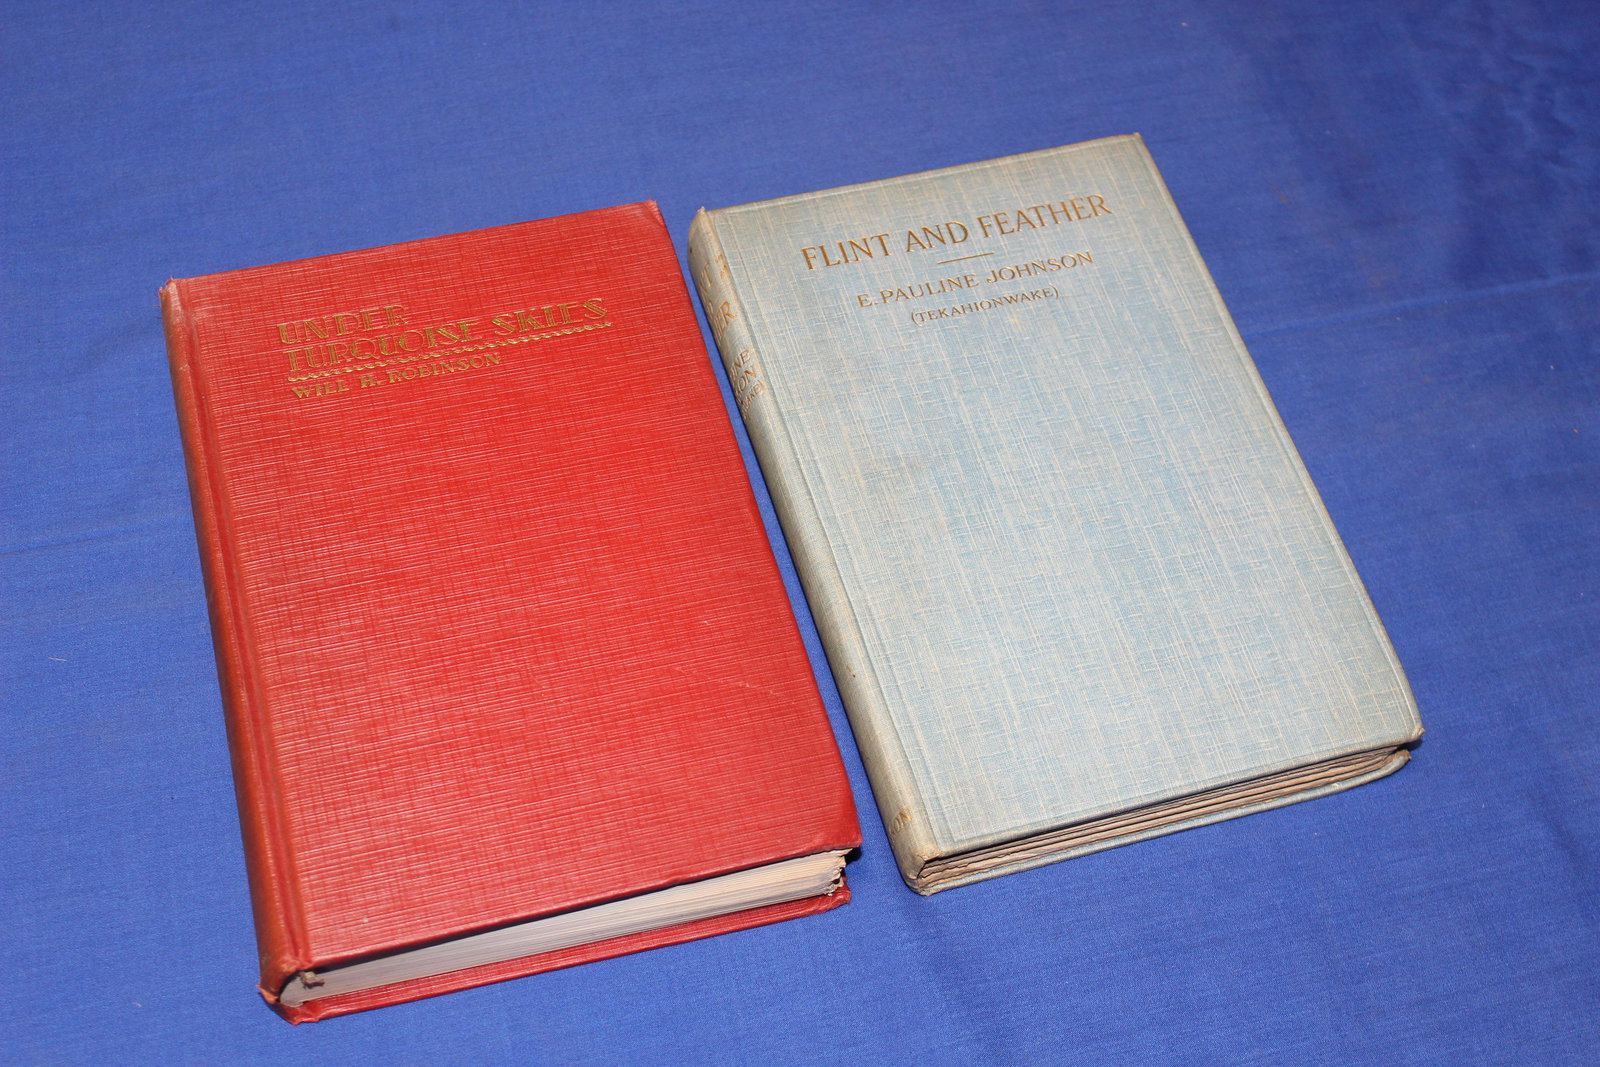 UNDER
TURQUOISE SKIES
WILL H. ROBINSON
FLINT AND FEATHER
E. PAULINE JOHNSON
(TEKAHIONWAKE)